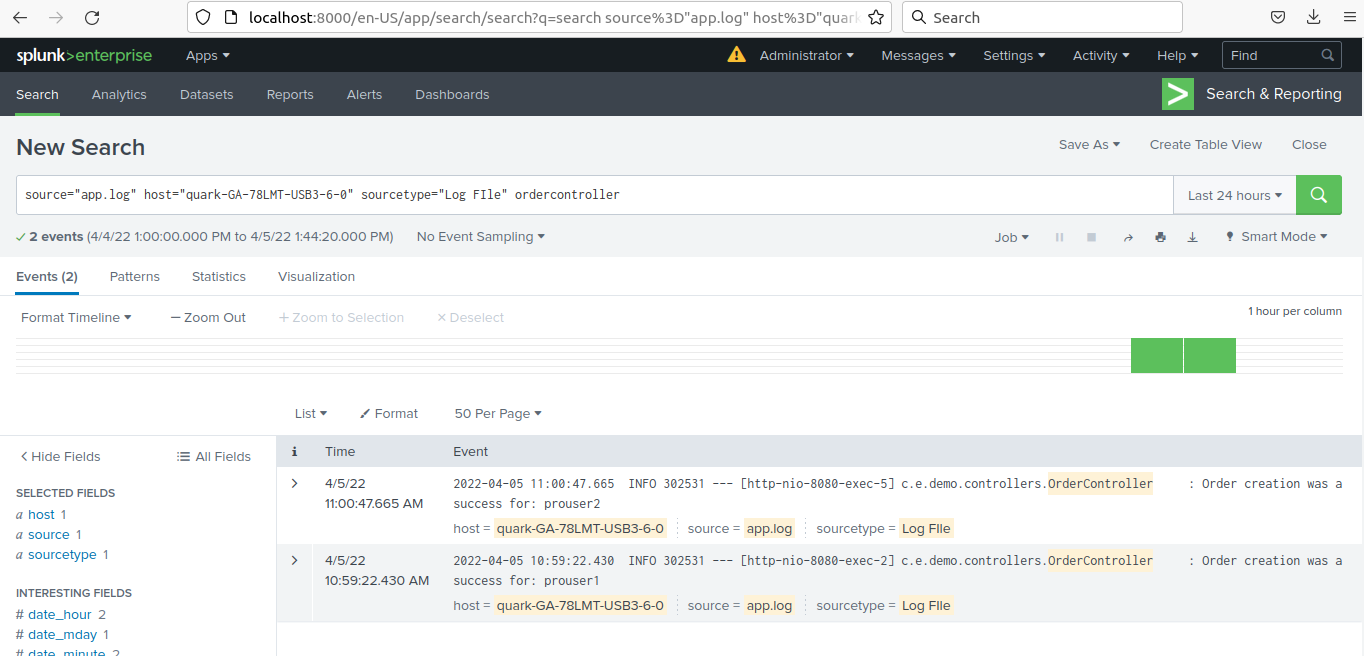 localhost:8000/en-US/app/search/search?q=search source%3D"app.log" host%3D"quark
Search
splunk>enterprise Apps Administrator Messages Settings Activity Help Find
Search Analytics Datasets Reports Alerts Dashboards > Search & Reporting
New Search Save As Create Table View Close
source="app.log" host="quark-GA-78LMT-USB3-6-0" sourcetype="Log FIle" ordercontroller Last 24 hours
✓ 2 events (4/4/22 1:00:00.000 PM to 4/5/22 1:44:20.000 PM) No Event Sampling Job Smart Mode
Events (2) Patterns Statistics Visualization
Format Timeline — Zoom Out + Zoom to Selection × Deselect 1 hour per column
List Format 50 Per Page
< Hide Fields All Fields
SELECTED FIELDS
a host 1
a source 1
a sourcetype 1
INTERESTING FIELDS
# date_hour 2
# date_mday 1
# date_minute 2
i Time Event
> 4/5/22 2022-04-05 11:00:47.665 INFO 302531 --- [http-nio-8080-exec-5] c.e.demo.controllers.OrderController : Order creation was a
11:00:47.665 AM success for: prouser2
host = quark-GA-78LMT-USB3-6-0 source = app.log sourcetype = Log FIle
> 4/5/22 2022-04-05 10:59:22.430 INFO 302531 --- [http-nio-8080-exec-2] c.e.demo.controllers.OrderController : Order creation was a
10:59:22.430 AM success for: prouser1
host = quark-GA-78LMT-USB3-6-0 source = app.log sourcetype = Log FIle